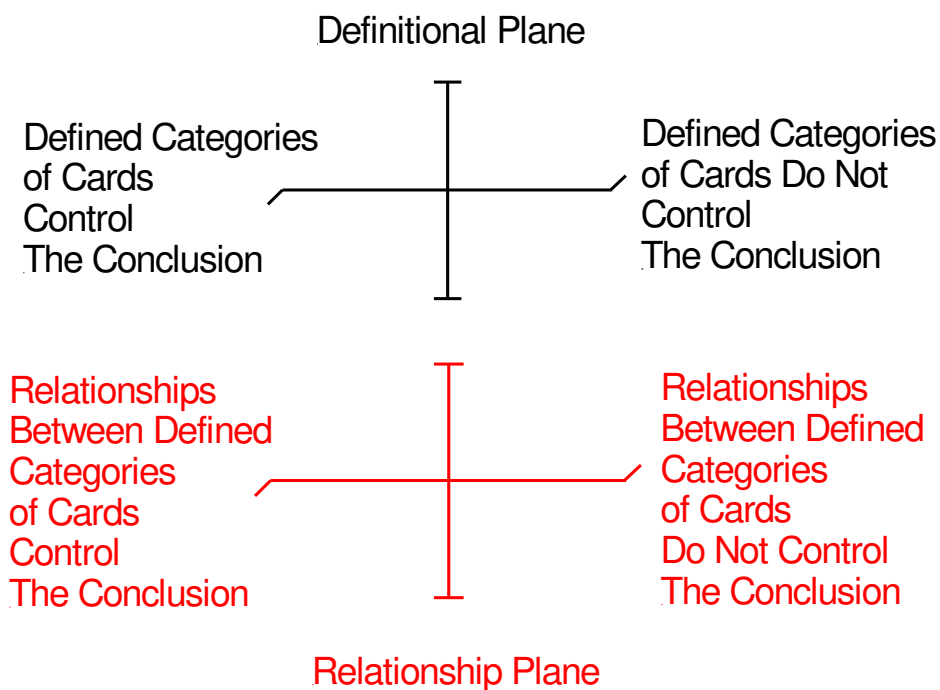 Definitional Plane
Defined Categories
of Cards
Control
The Conclusion
Defined Categories
of Cards Do Not
Control
The Conclusion
Relationships
Between Defined
Categories
of Cards
Control
The Conclusion
Relationships
Between Defined
Categories
of Cards
Do Not Control
The Conclusion
Relationship Plane